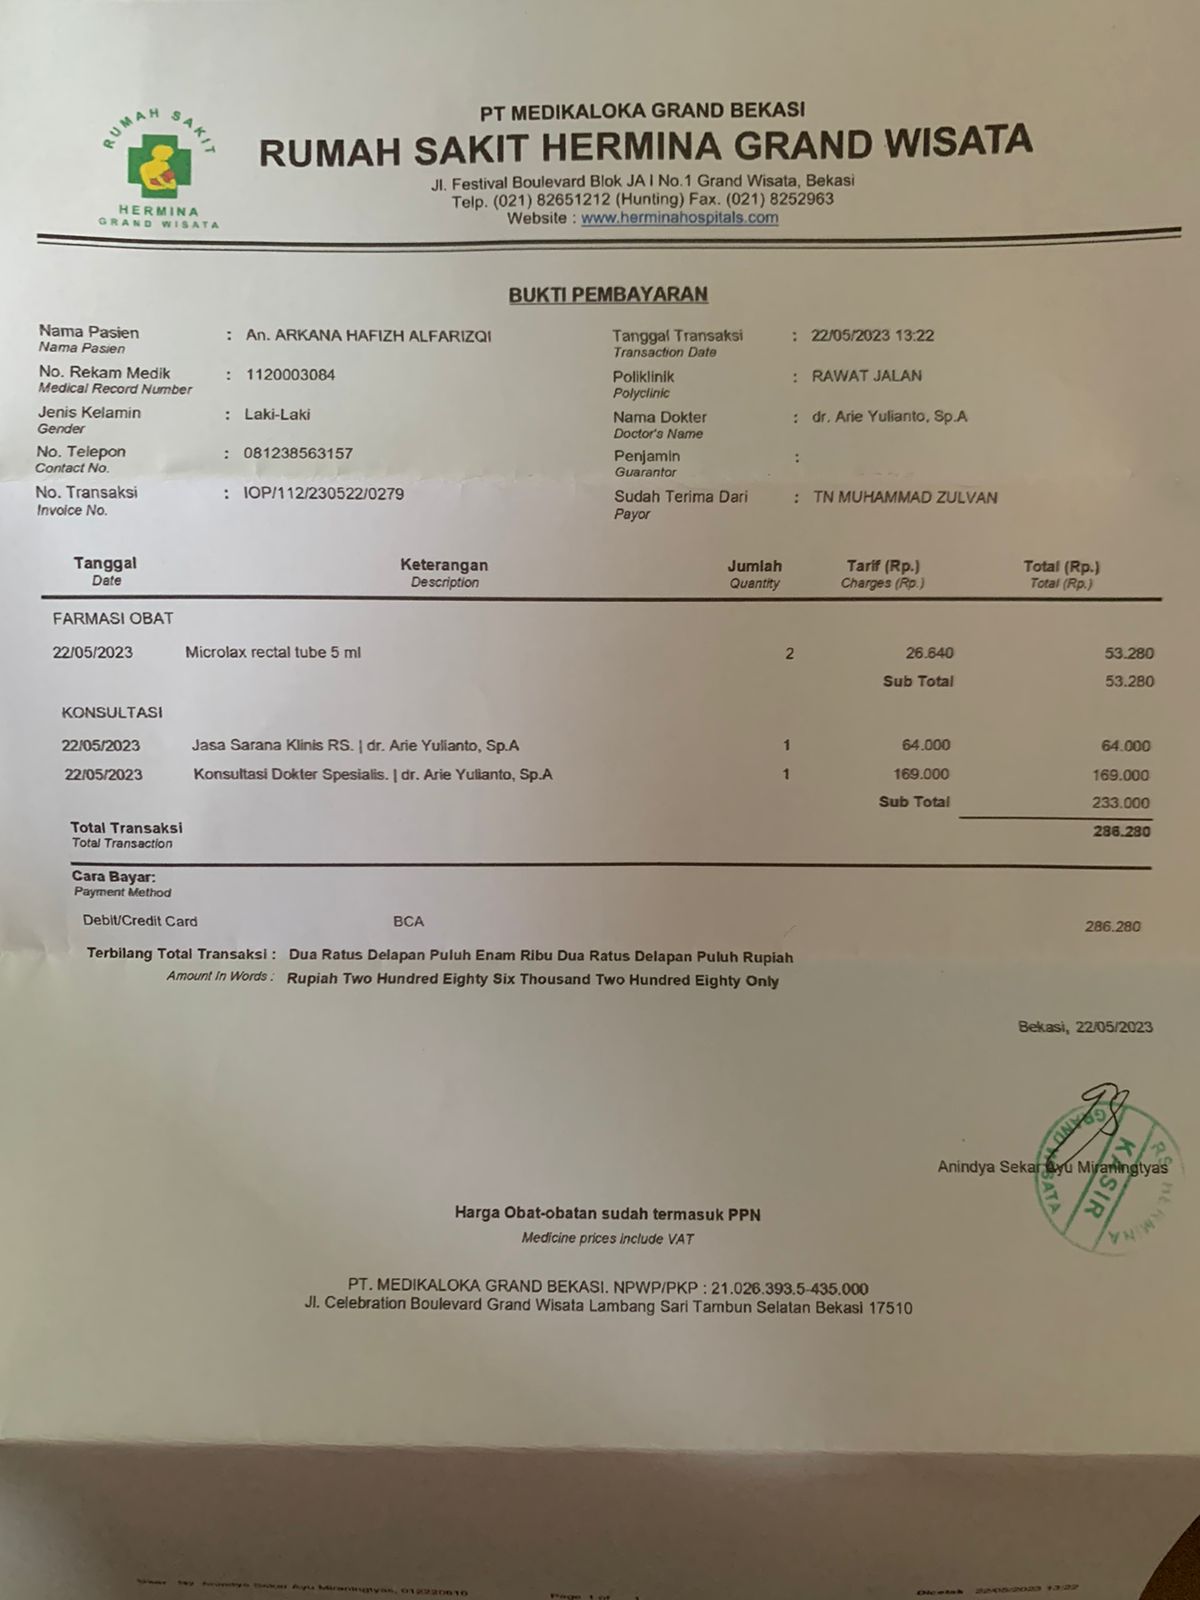 RUMAH SAKIT
HERMINA
GRAND WISATA
PT MEDIKALOKA GRAND BEKASI
RUMAH SAKIT HERMINA GRAND WISATA
Jl. Festival Boulevard Blok JA I No.1 Grand Wisata, Bekasi
Telp. (021) 82651212 (Hunting) Fax. (021) 8252963
Website : www.herminahospitals.com
BUKTI PEMBAYARAN
Nama Pasien : An. ARKANA HAFIZH ALFARIZQI Tanggal Transaksi : 22/05/2023 13:22
Nama Pasien Transaction Date
No. Rekam Medik : 1120003084 Poliklinik : RAWAT JALAN
Medical Record Number Polyclinic
Jenis Kelamin : Laki-Laki Nama Dokter : dr. Arie Yulianto, Sp.A
Gender Doctor's Name
No. Telepon : 081238563157 Penjamin :
Contact No. Guarantor
No. Transaksi : IOP/112/230522/0279 Sudah Terima Dari : TN MUHAMMAD ZULVAN
Invoice No. Payor
Tanggal Keterangan Jumlah Tarif (Rp.) Total (Rp.)
Date Description Quantity Charges (Rp.) Total (Rp.)
FARMASI OBAT
22/05/2023 Microlax rectal tube 5 ml 2 26.640 53.280
Sub Total 53.280
KONSULTASI
22/05/2023 Jasa Sarana Klinis RS. | dr. Arie Yulianto, Sp.A 1 64.000 64.000
22/05/2023 Konsultasi Dokter Spesialis. | dr. Arie Yulianto, Sp.A 1 169.000 169.000
Sub Total 233.000
Total Transaksi 286.280
Total Transaction
Cara Bayar:
Payment Method
Debit/Credit Card BCA 286.280
Terbilang Total Transaksi : Dua Ratus Delapan Puluh Enam Ribu Dua Ratus Delapan Puluh Rupiah
Amount In Words : Rupiah Two Hundred Eighty Six Thousand Two Hundred Eighty Only
Bekasi, 22/05/2023
Anindya Sekar Ayu Miraningtyas
RS HERMINA
KASIR
GRAND WISATA
Harga Obat-obatan sudah termasuk PPN
Medicine prices include VAT
PT. MEDIKALOKA GRAND BEKASI. NPWP/PKP : 21.026.393.5-435.000
Jl. Celebration Boulevard Grand Wisata Lambang Sari Tambun Selatan Bekasi 17510
Anindya Sekar Ayu Miraningtyas, Page 1 of 1 Dicetak 22/05/2023 13:22